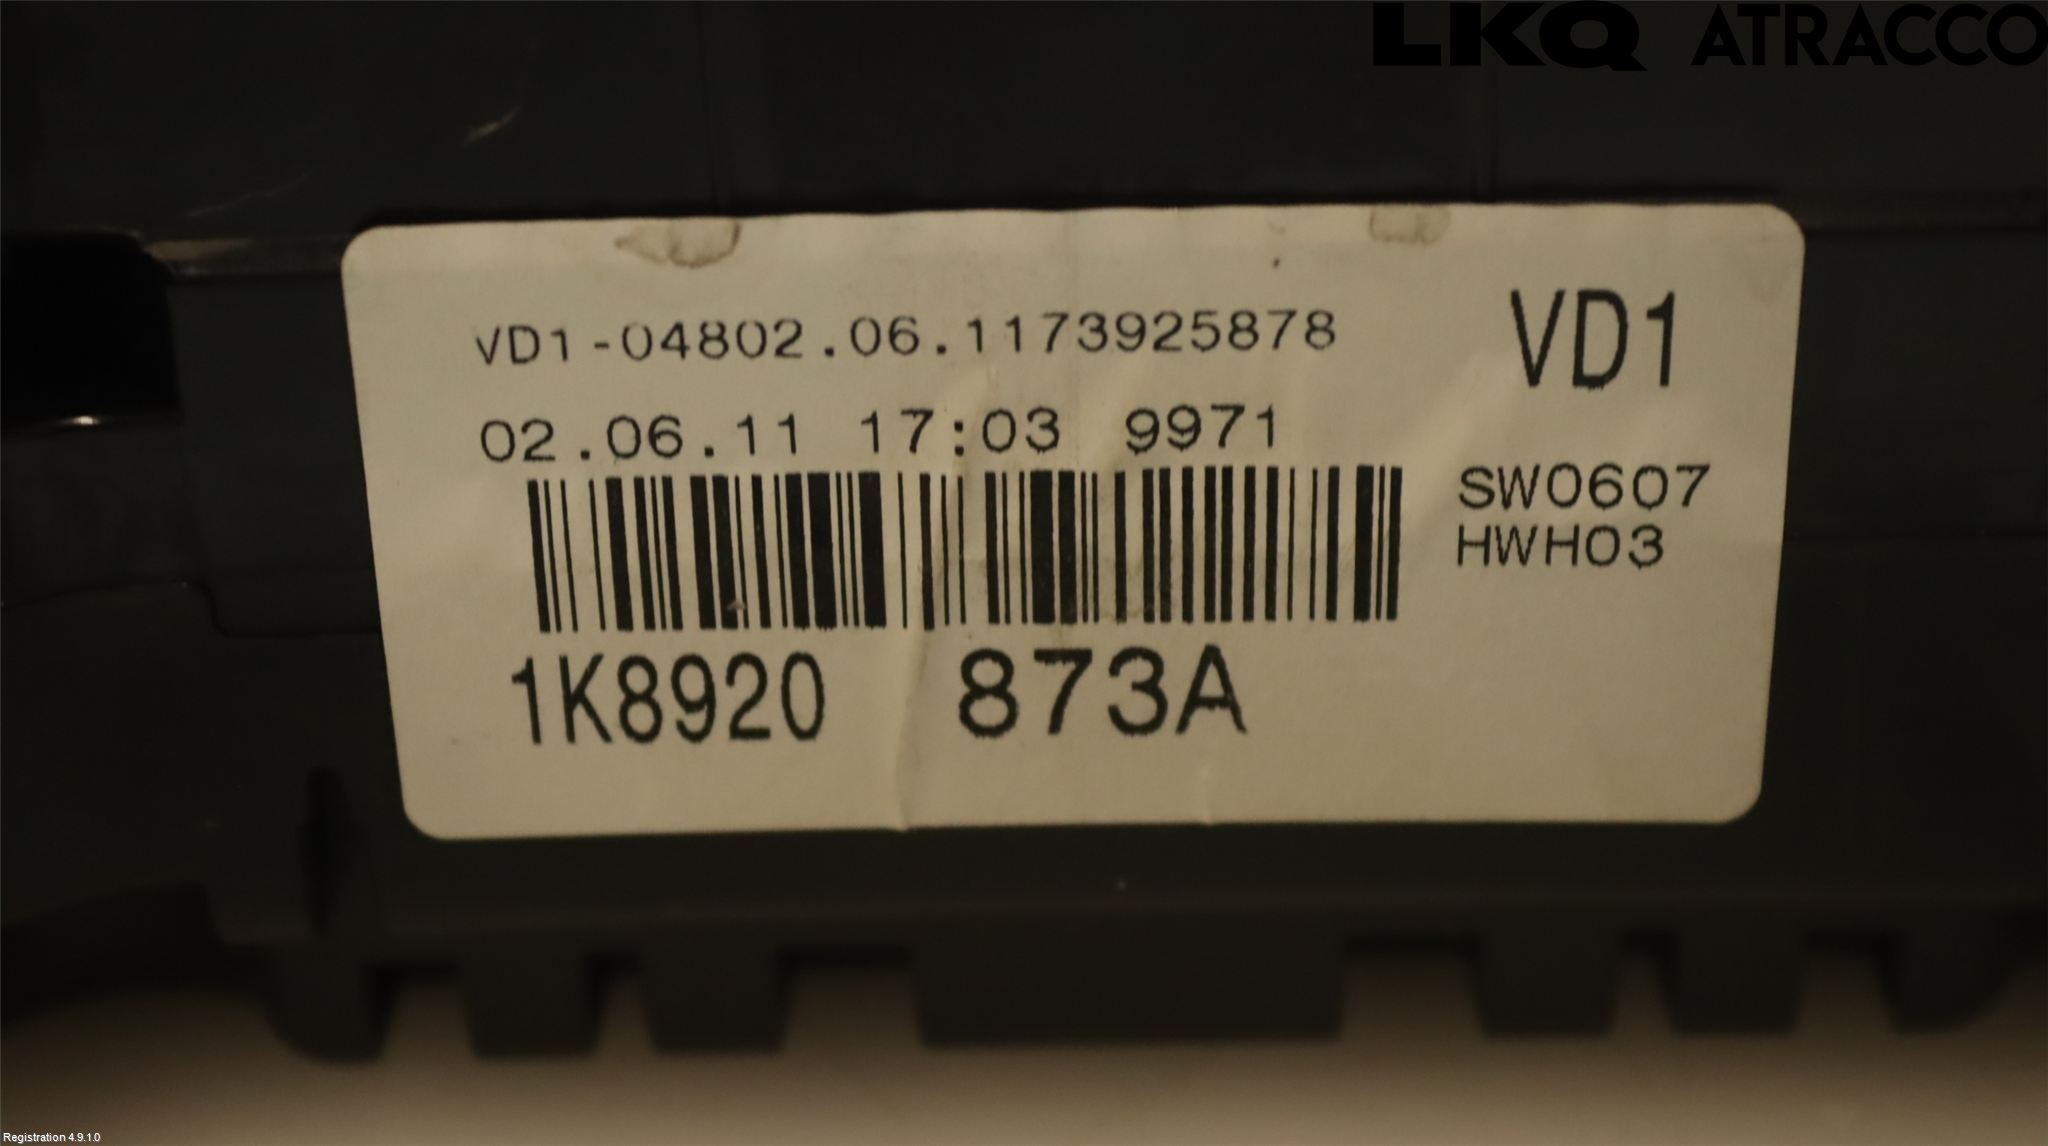 LKQ ATRACCO
VD1-04802.06.1173925878
VD1
02.06.11 17:03 9971
SW0607
HWH03
1K8920 873A
Registration 4.9.1.0